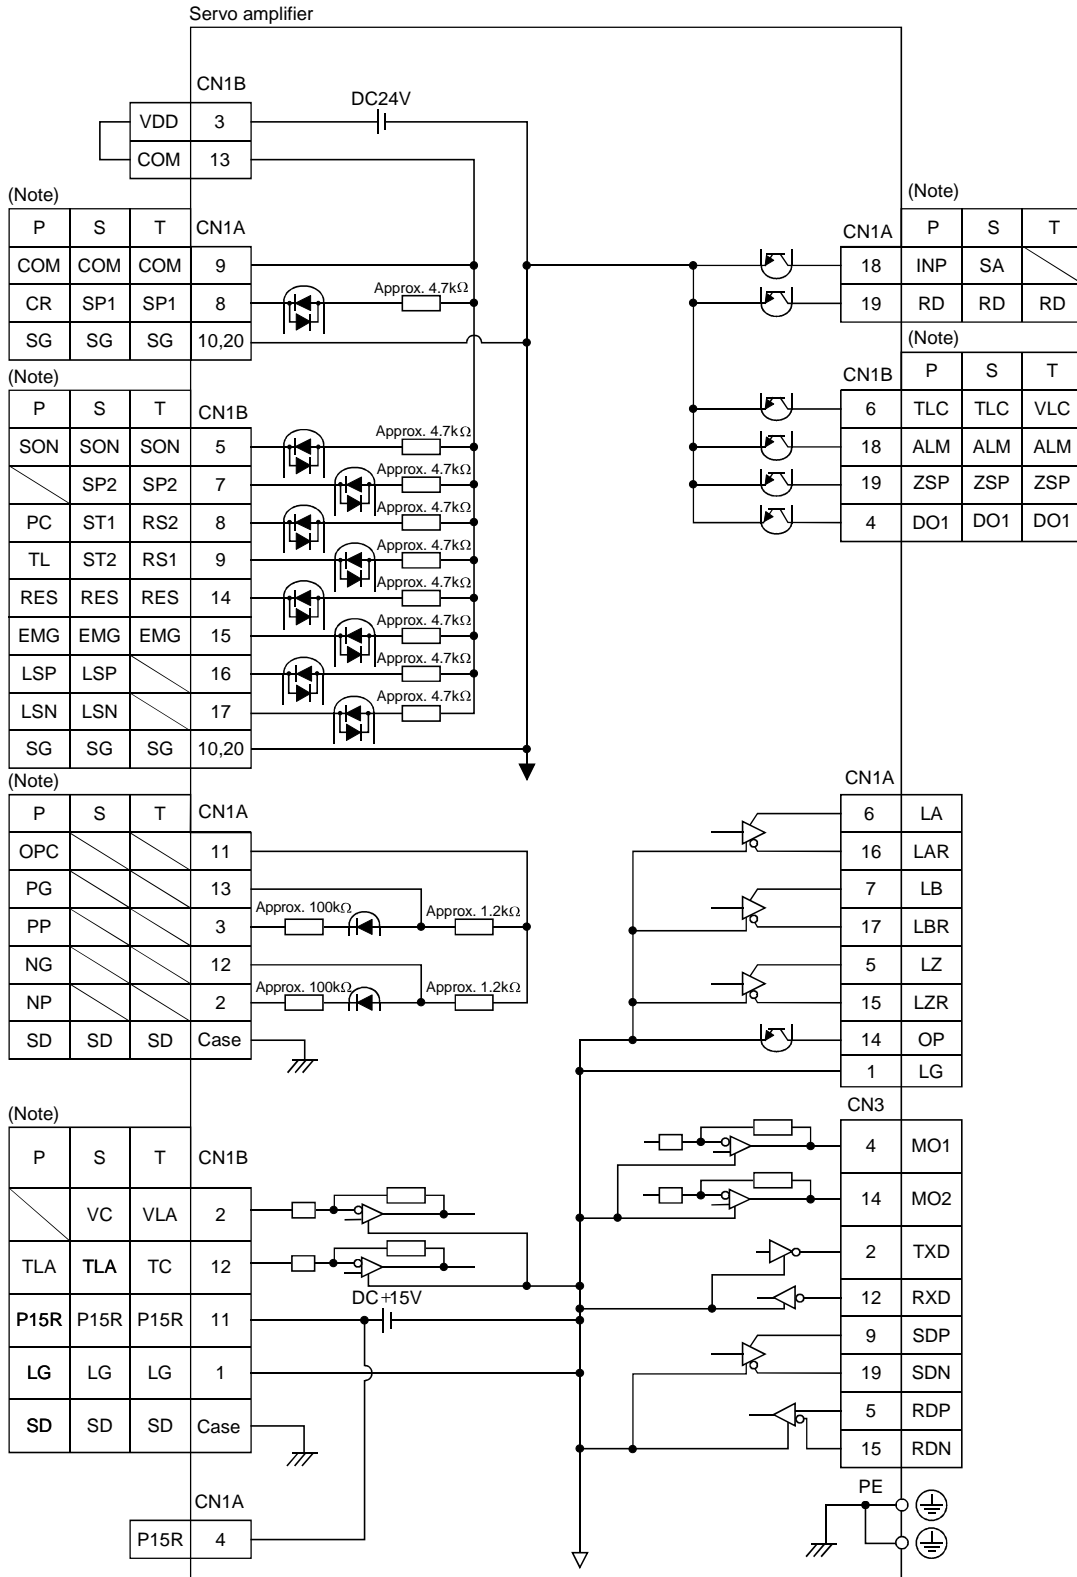 Servo amplifier
CN1B
DC24V
VDD 3
COM 13
(Note)
P S T CN1A
COM COM COM 9
CR SP1 SP1 8 Approx. 4.7kΩ
SG SG SG 10,20
(Note)
P S T CN1B
SON SON SON 5 Approx. 4.7kΩ
SP2 SP2 7 Approx. 4.7kΩ
PC ST1 RS2 8 Approx. 4.7kΩ
TL ST2 RS1 9 Approx. 4.7kΩ
RES RES RES 14 Approx. 4.7kΩ
EMG EMG EMG 15 Approx. 4.7kΩ
LSP LSP 16 Approx. 4.7kΩ
LSN LSN 17 Approx. 4.7kΩ
SG SG SG 10,20
(Note)
P S T CN1A
OPC 11
PG 13
PP 3 Approx. 100kΩ Approx. 1.2kΩ
NG 12
NP 2 Approx. 100kΩ Approx. 1.2kΩ
SD SD SD Case
(Note)
P S T CN1B
VC VLA 2
TLA TLA TC 12
DC+15V
P15R P15R P15R 11
LG LG LG 1
SD SD SD Case
CN1A
P15R 4
(Note)
CN1A P S T
18 INP SA
19 RD RD RD
(Note)
CN1B P S T
6 TLC TLC VLC
18 ALM ALM ALM
19 ZSP ZSP ZSP
4 DO1 DO1 DO1
CN1A
6 LA
16 LAR
7 LB
17 LBR
5 LZ
15 LZR
14 OP
1 LG
CN3
4 MO1
14 MO2
2 TXD
12 RXD
9 SDP
19 SDN
5 RDP
15 RDN
PE